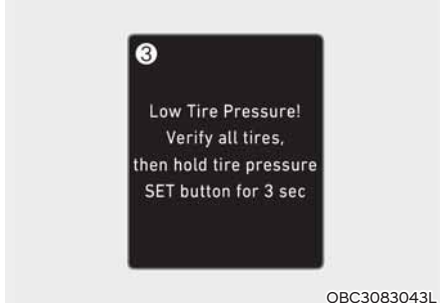 3
Low Tire Pressure!
Verify all tires,
then hold tire pressure
SET button for 3 sec
OBC3083043L